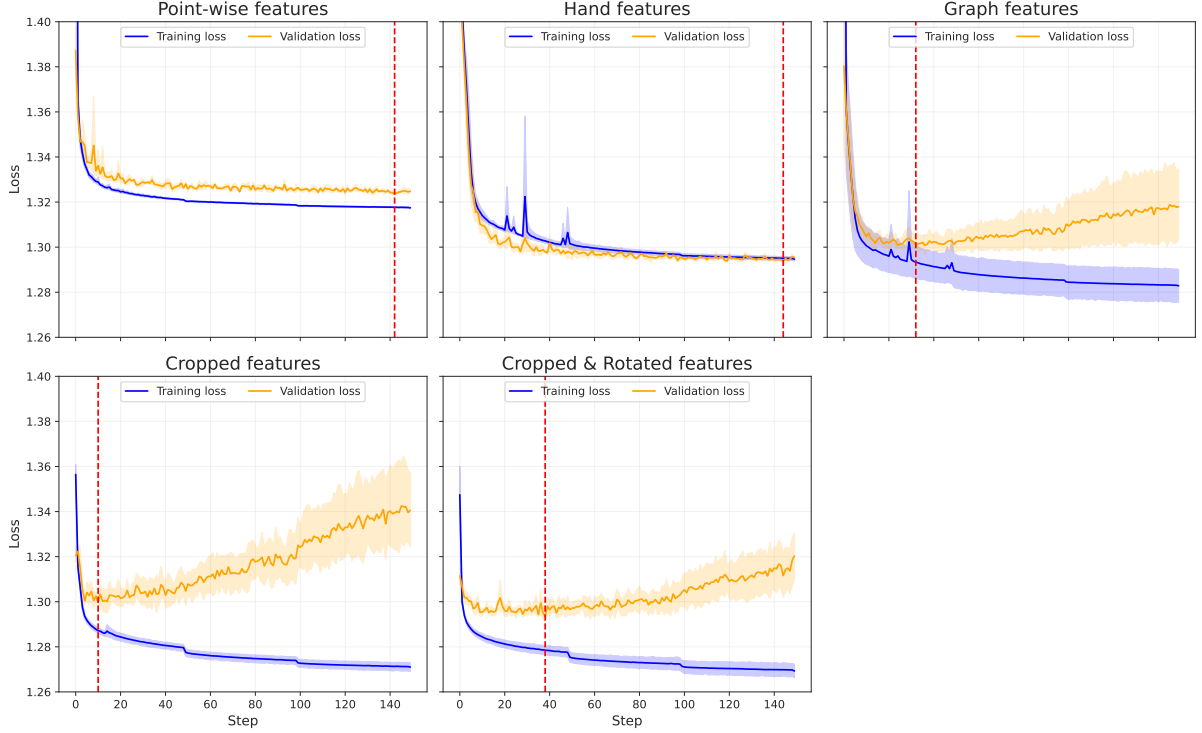 Point-wise features
Hand features
Graph features
Training loss
Validation loss
Training loss
Validation loss
Training loss
Validation loss
1.40
1.38
1.36
1.34
1.32
1.30
1.28
1.26
Loss
Cropped features
Cropped & Rotated features
Training loss
Validation loss
Training loss
Validation loss
1.40
1.38
1.36
1.34
1.32
1.30
1.28
1.26
Loss
0 20 40 60 80 100 120 140
0 20 40 60 80 100 120 140
Step
Step